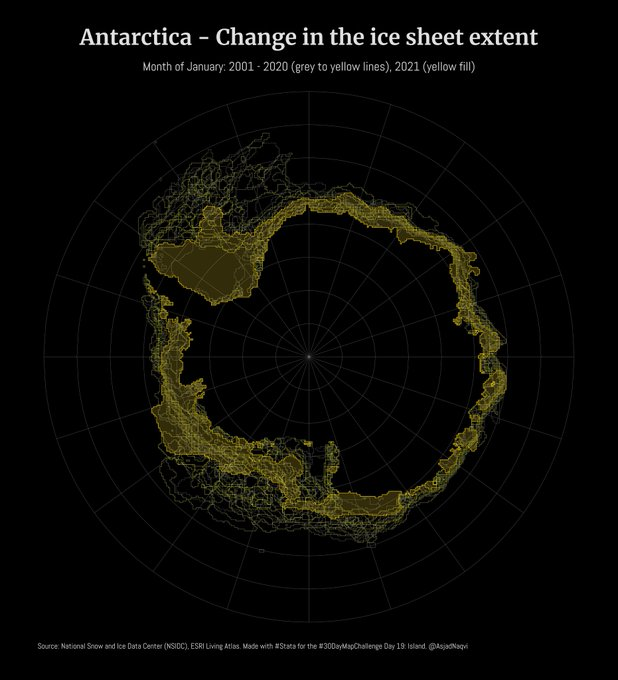 Antarctica - Change in the ice sheet extent
Month of January: 2001 - 2020 (grey to yellow lines), 2021 (yellow fill)
Source: National Snow and Ice Data Center (NSIDC), ESRI Living Atlas. Made with #Stata for the #30DayMapChallenge Day 19: Island. @AsjadNaqvi